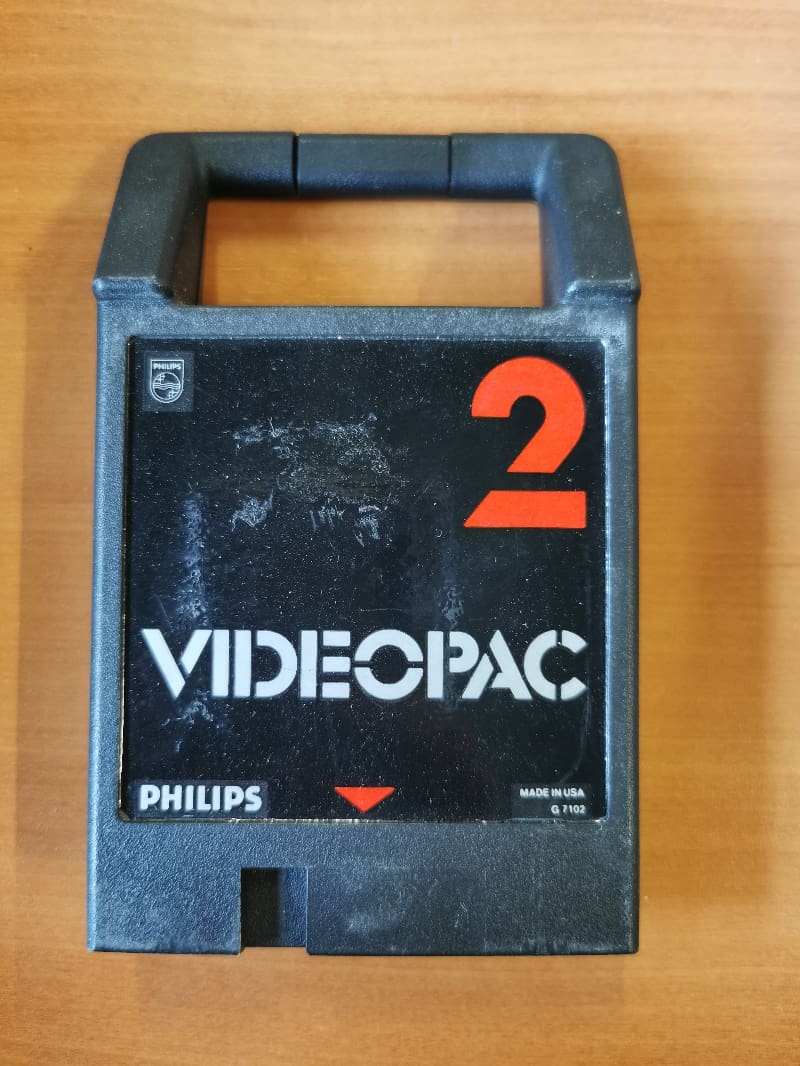 PHILIPS
2
VIDEOPAC
PHILIPS
MADE IN USA
G 7102